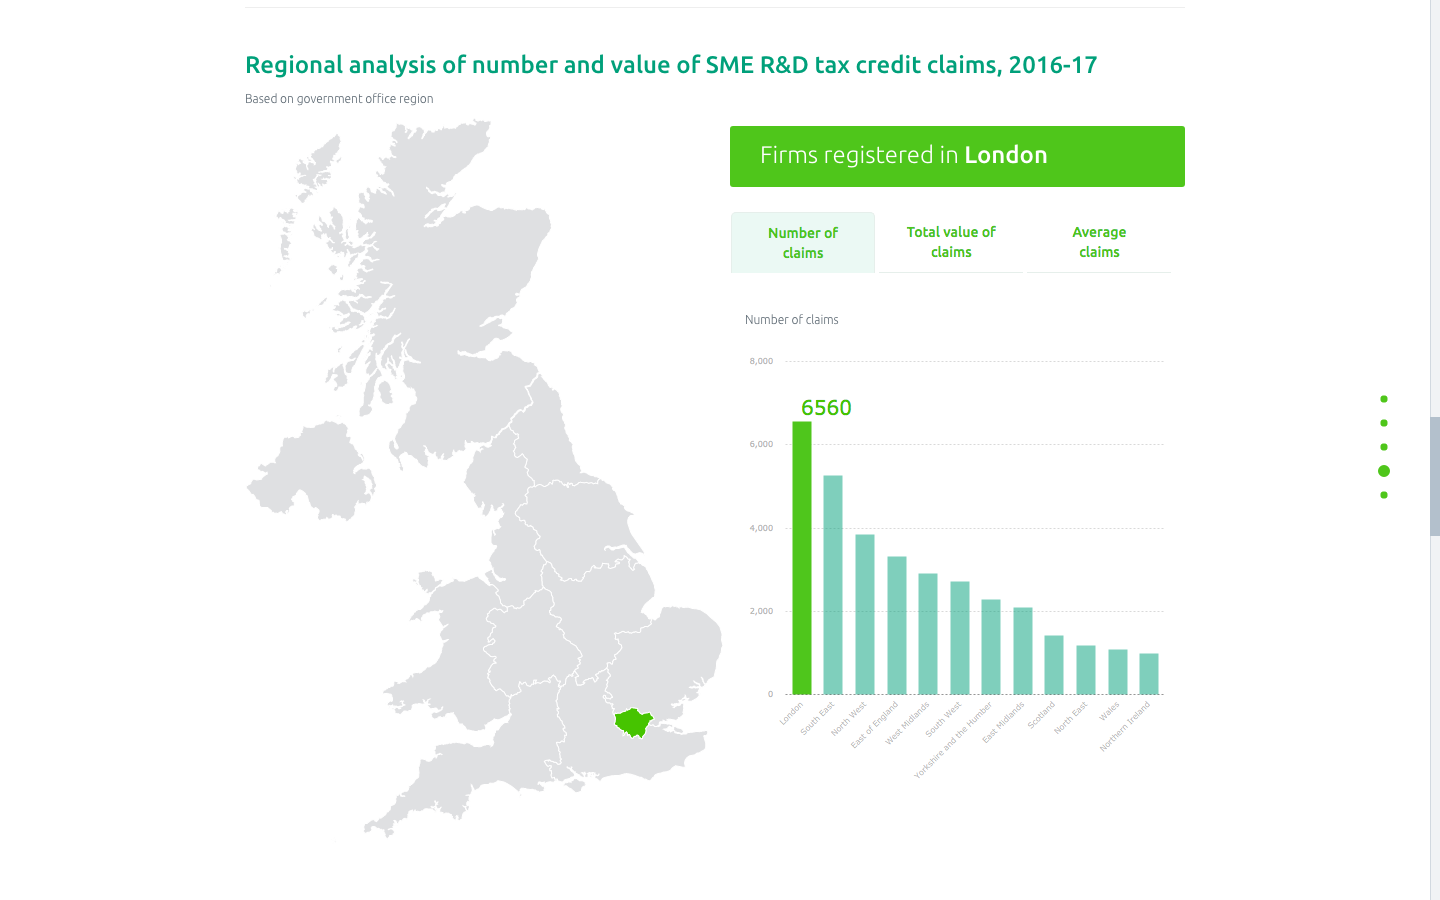 Regional analysis of number and value of SME R&D tax credit claims, 2016-17
Based on government office region
Firms registered in London
Number of
claims
Total value of
claims
Average
claims
Number of claims
8,000
6560
6,000
4,000
2,000
0
London
South East
North West
East of England
West Midlands
South West
Yorkshire and the Humber
East Midlands
Scotland
North East
Wales
Northern Ireland